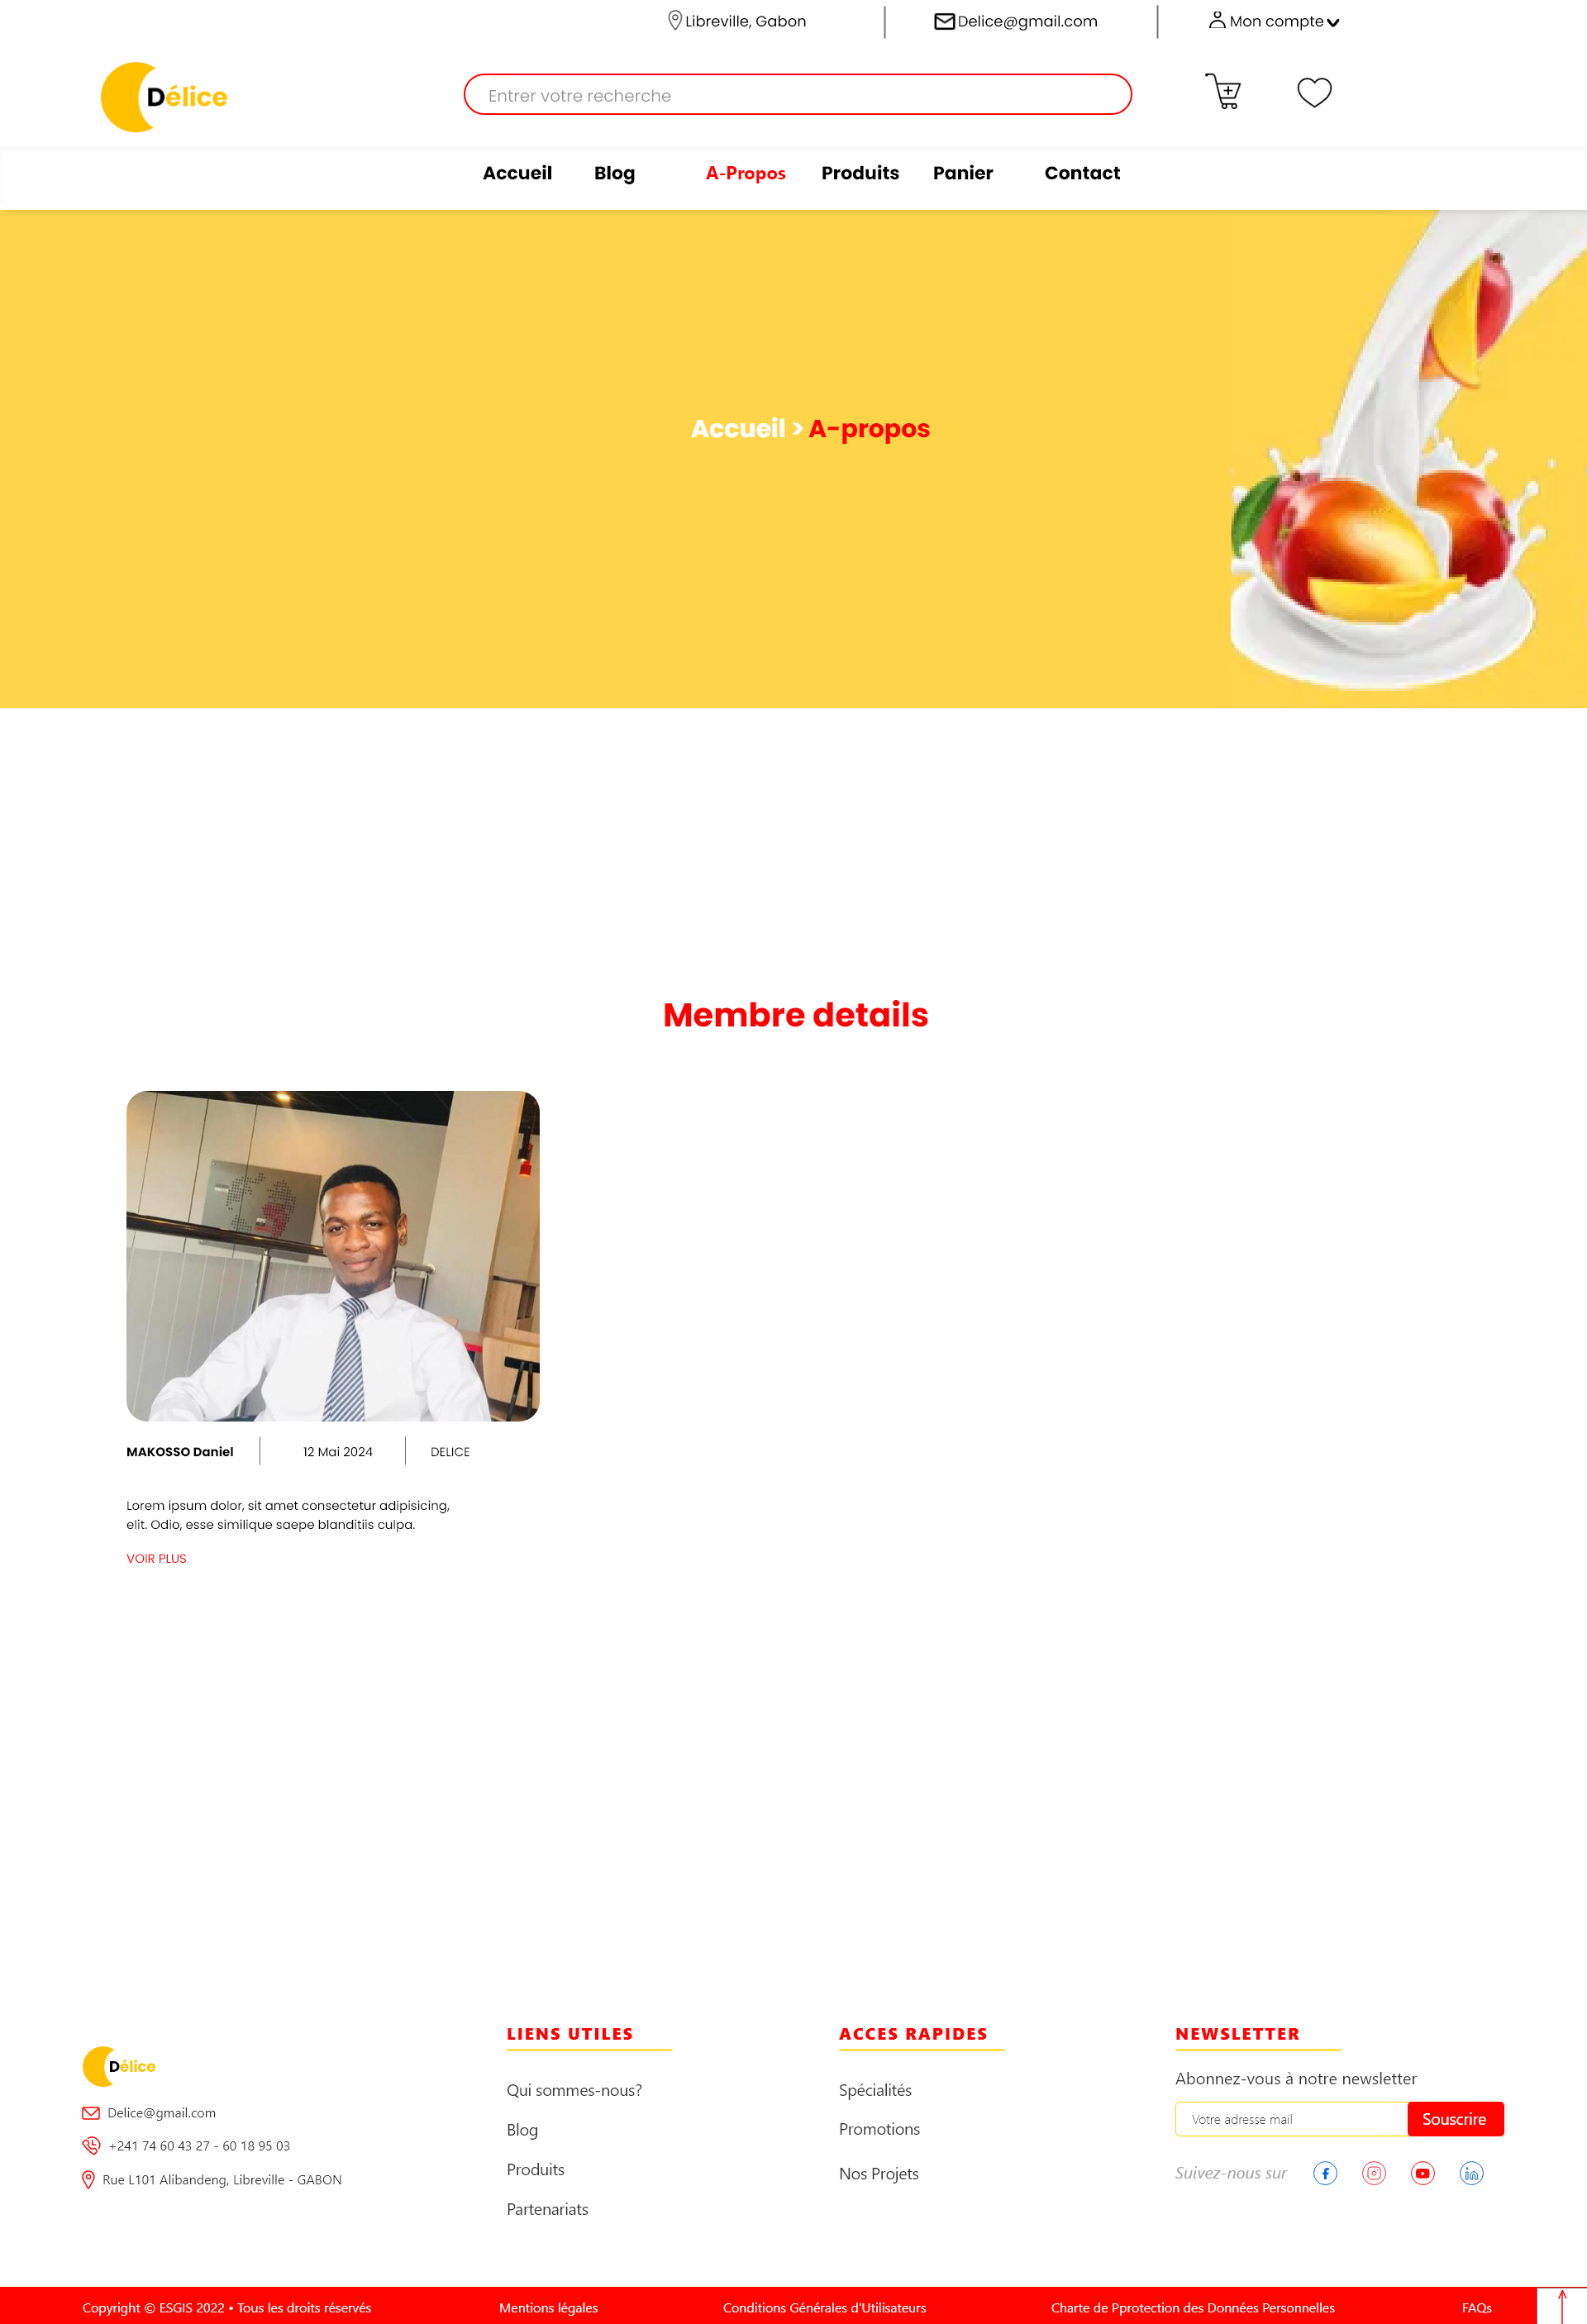 Libreville, Gabon
Delice@gmail.com
Mon compte
Délice
Entrer votre recherche
Accueil
Blog
A-Propos
Produits
Panier
Contact
Accueil > A-propos
Membre details
MAKOSSO Daniel
12 Mai 2024
DELICE
Lorem ipsum dolor, sit amet consectetur adipisicing,
elit. Odio, esse similique saepe blanditiis culpa.
VOIR PLUS
Délice
Delice@gmail.com
+241 74 60 43 27 - 60 18 95 03
Rue L101 Alibandeng, Libreville - GABON
LIENS UTILES
Qui sommes-nous?
Blog
Produits
Partenariats
ACCES RAPIDES
Spécialités
Promotions
Nos Projets
NEWSLETTER
Abonnez-vous à notre newsletter
Votre adresse mail
Souscrire
Suivez-nous sur
Copyright © ESGIS 2022 • Tous les droits réservés
Mentions légales
Conditions Générales d'Utilisateurs
Charte de Pprotection des Données Personnelles
FAQs